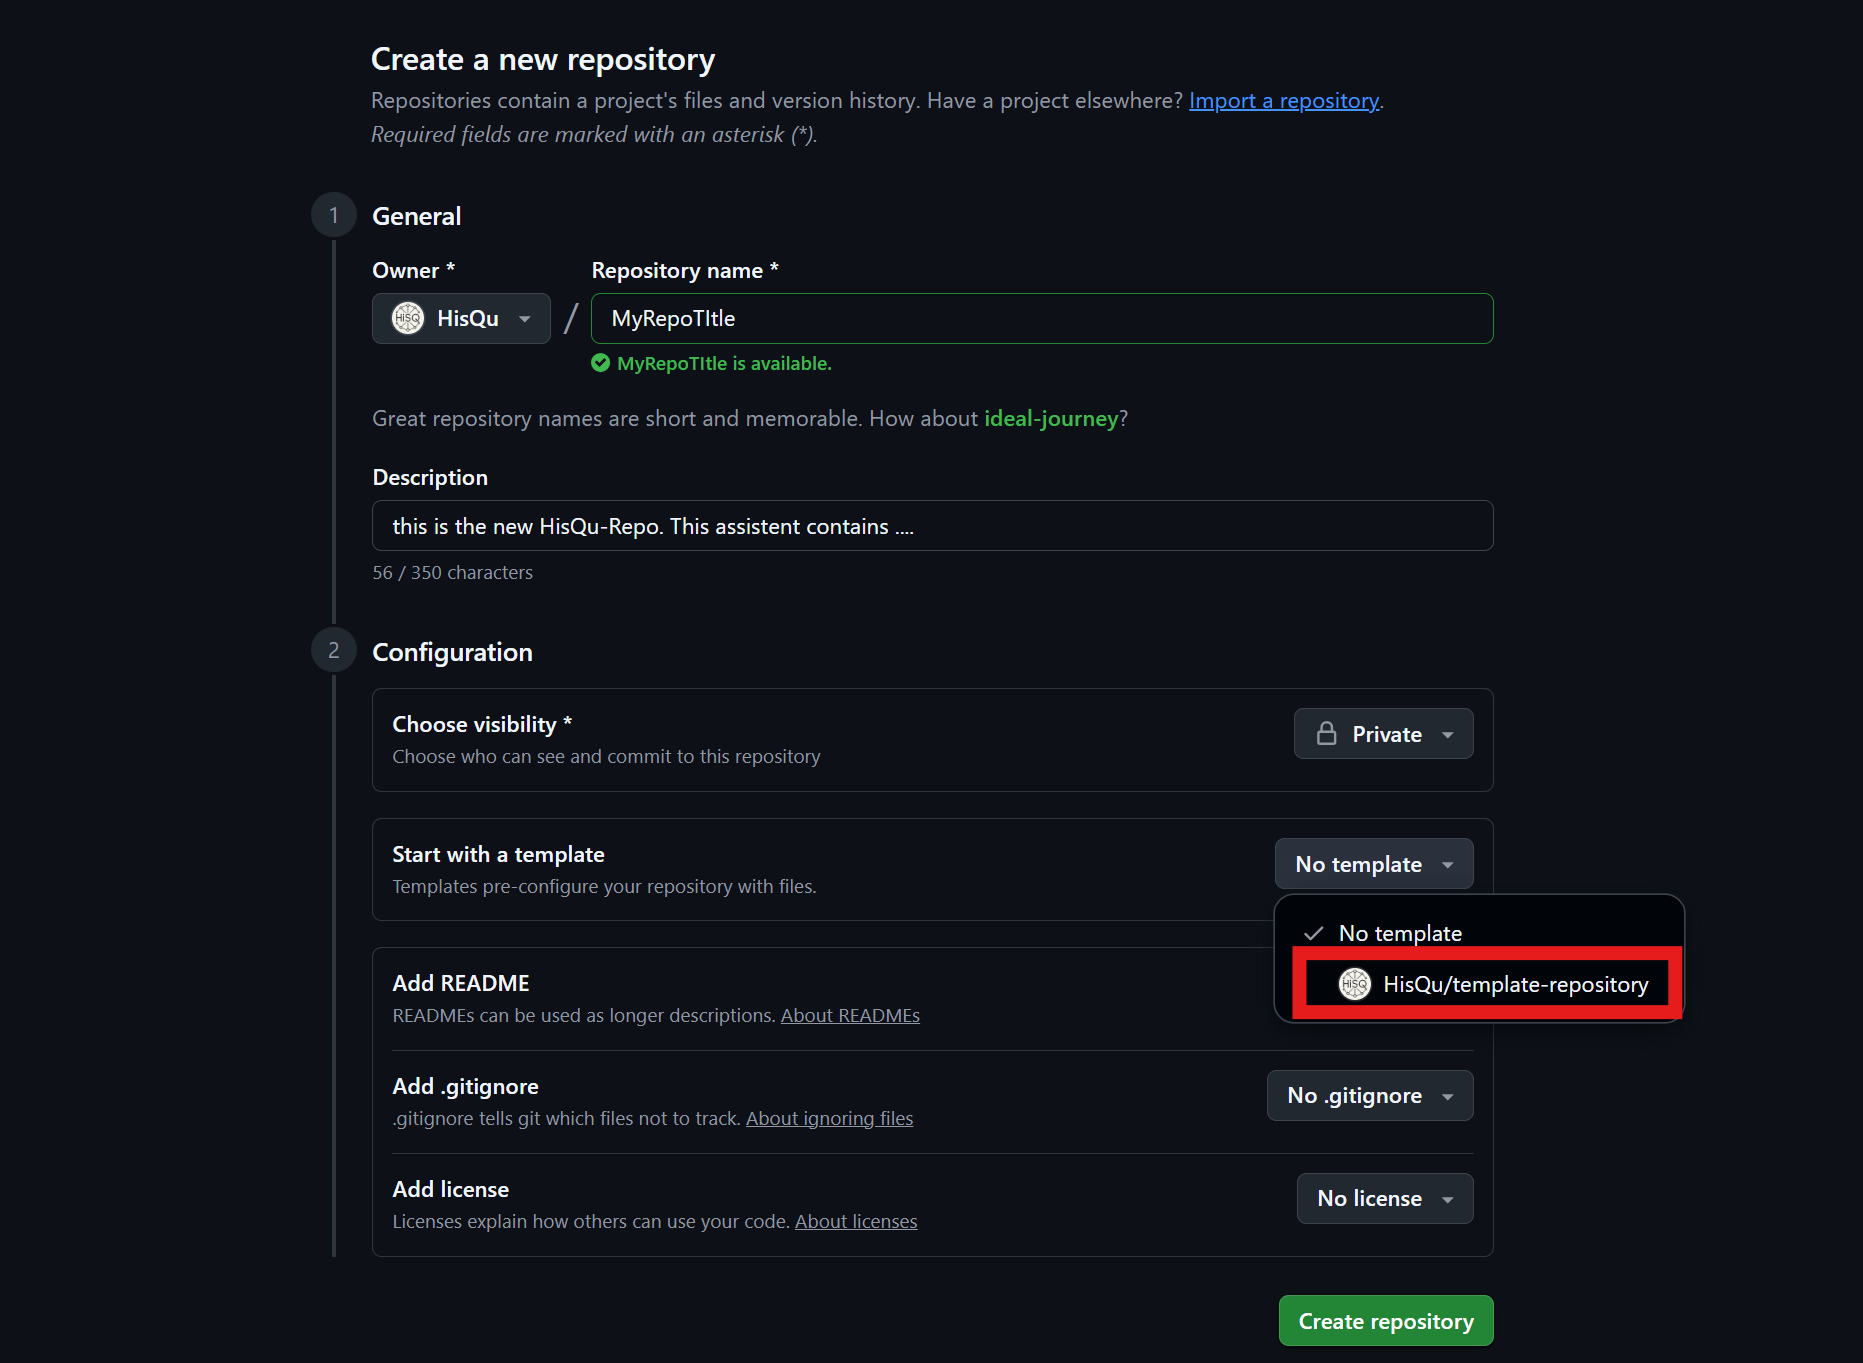 Create a new repository
Repositories contain a project's files and version history. Have a project elsewhere? Import a repository.
Required fields are marked with an asterisk (*).
1 General
Owner * Repository name *
HISQ HisQu / MyRepoTItle
MyRepoTItle is available.
Great repository names are short and memorable. How about ideal-journey?
Description
this is the new HisQu-Repo. This assistent contains ....
56 / 350 characters
2 Configuration
Choose visibility * Private
Choose who can see and commit to this repository
Start with a template No template
Templates pre-configure your repository with files.
No template
HISQ HisQu/template-repository
Add README
READMEs can be used as longer descriptions. About READMEs
Add .gitignore No .gitignore
.gitignore tells git which files not to track. About ignoring files
Add license No license
Licenses explain how others can use your code. About licenses
Create repository